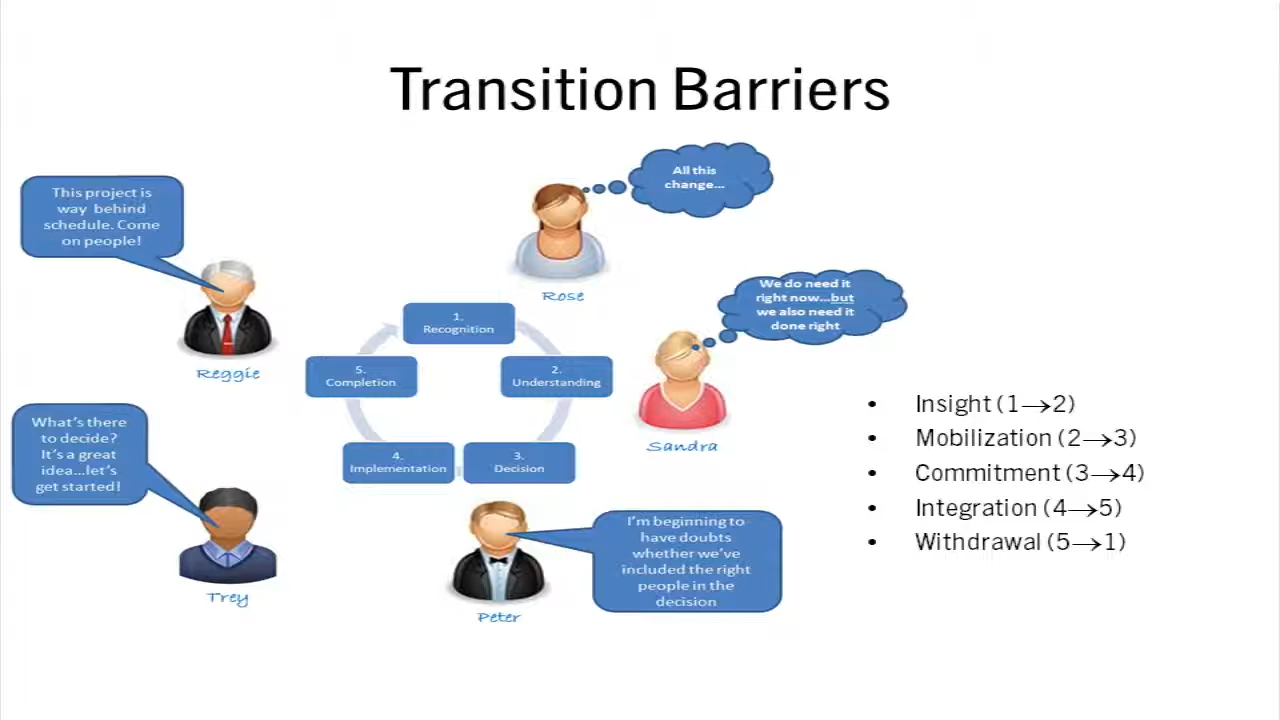 Transition Barriers
This project is
way behind
schedule. Come
on people!
Reggie
All this
change...
Rose
We do need it
right now...but
we also need it
done right
Sandra
1.
Recognition
2.
Understanding
3.
Decision
4.
Implementation
5.
Completion
What's there
to decide?
It's a great
idea...let's
get started!
Trey
I'm beginning to
have doubts
whether we've
included the right
people in the
decision
Peter
• Insight (1→2)
• Mobilization (2→3)
• Commitment (3→4)
• Integration (4→5)
• Withdrawal (5→1)